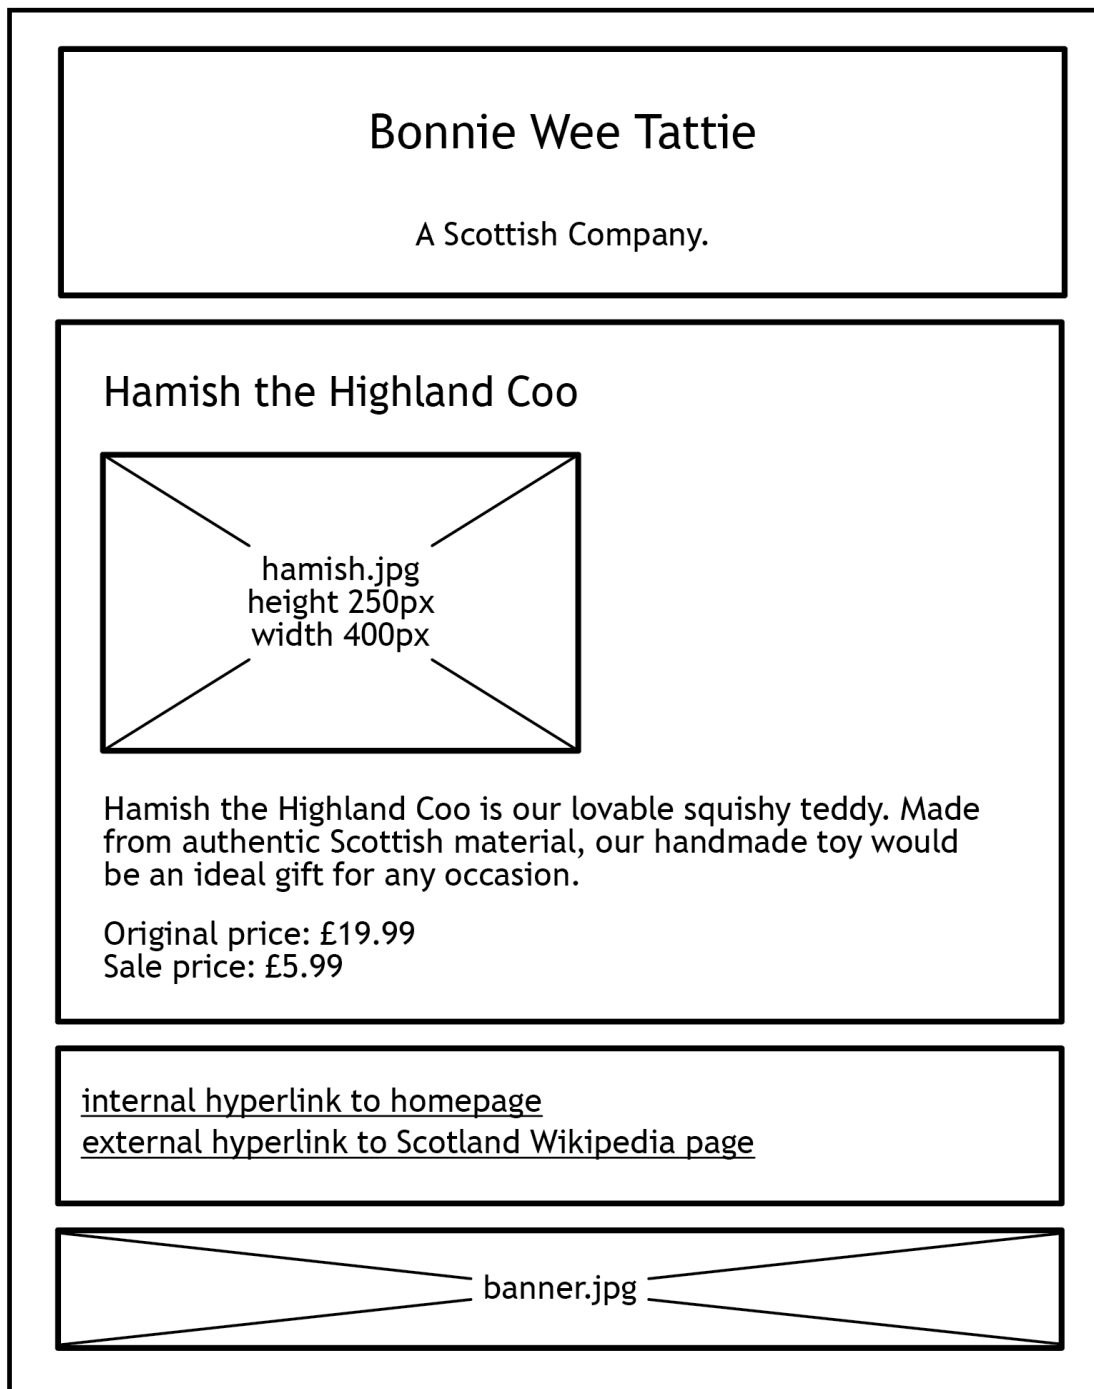 Bonnie Wee Tattie
A Scottish Company.
Hamish the Highland Coo
hamish.jpg
height 250px
width 400px
Hamish the Highland Coo is our lovable squishy teddy. Made
from authentic Scottish material, our handmade toy would
be an ideal gift for any occasion.
Original price: £19.99
Sale price: £5.99
internal hyperlink to homepage
external hyperlink to Scotland Wikipedia page
banner.jpg